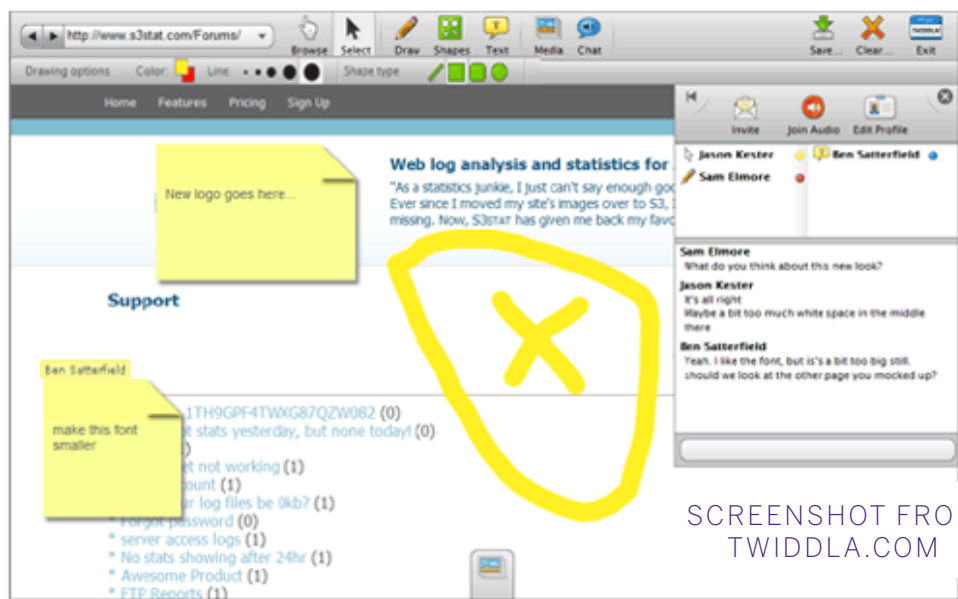 http://www.s3stat.com/Forums/
Browse Select Draw Shapes Text Media Chat Save... Clear... Exit
TWIDDLA
Drawing options Color: Line: Shape type
Home Features Pricing Sign Up
Invite Join Audio Edit Profile
Jason Kester Ben Satterfield
Sam Elmore
New logo goes here...
Web log analysis and statistics for
"As a statistics junkie, I just can't say enough goo
Ever since I moved my site's images over to S3, I
missing. Now, S3STAT has given me back my favo
Sam Elmore
What do you think about this new look?
Jason Kester
It's all right
Maybe a bit too much white space in the middle
there
Ben Satterfield
Yeah. I like the font, but is's a bit too big still.
should we look at the other page you mocked up?
Support
X
Ben Satterfield
make this font
smaller
1TH9GPF4TWXG87QZW082 (0)
stats yesterday, but none today! (0)
not working (1)
(1)
log files be 0kb? (1)
* Forgot password (0)
* server access logs (1)
* No stats showing after 24hr (1)
* Awesome Product (1)
* FTP Reports (1)
SCREENSHOT FRO
TWIDDLA.COM